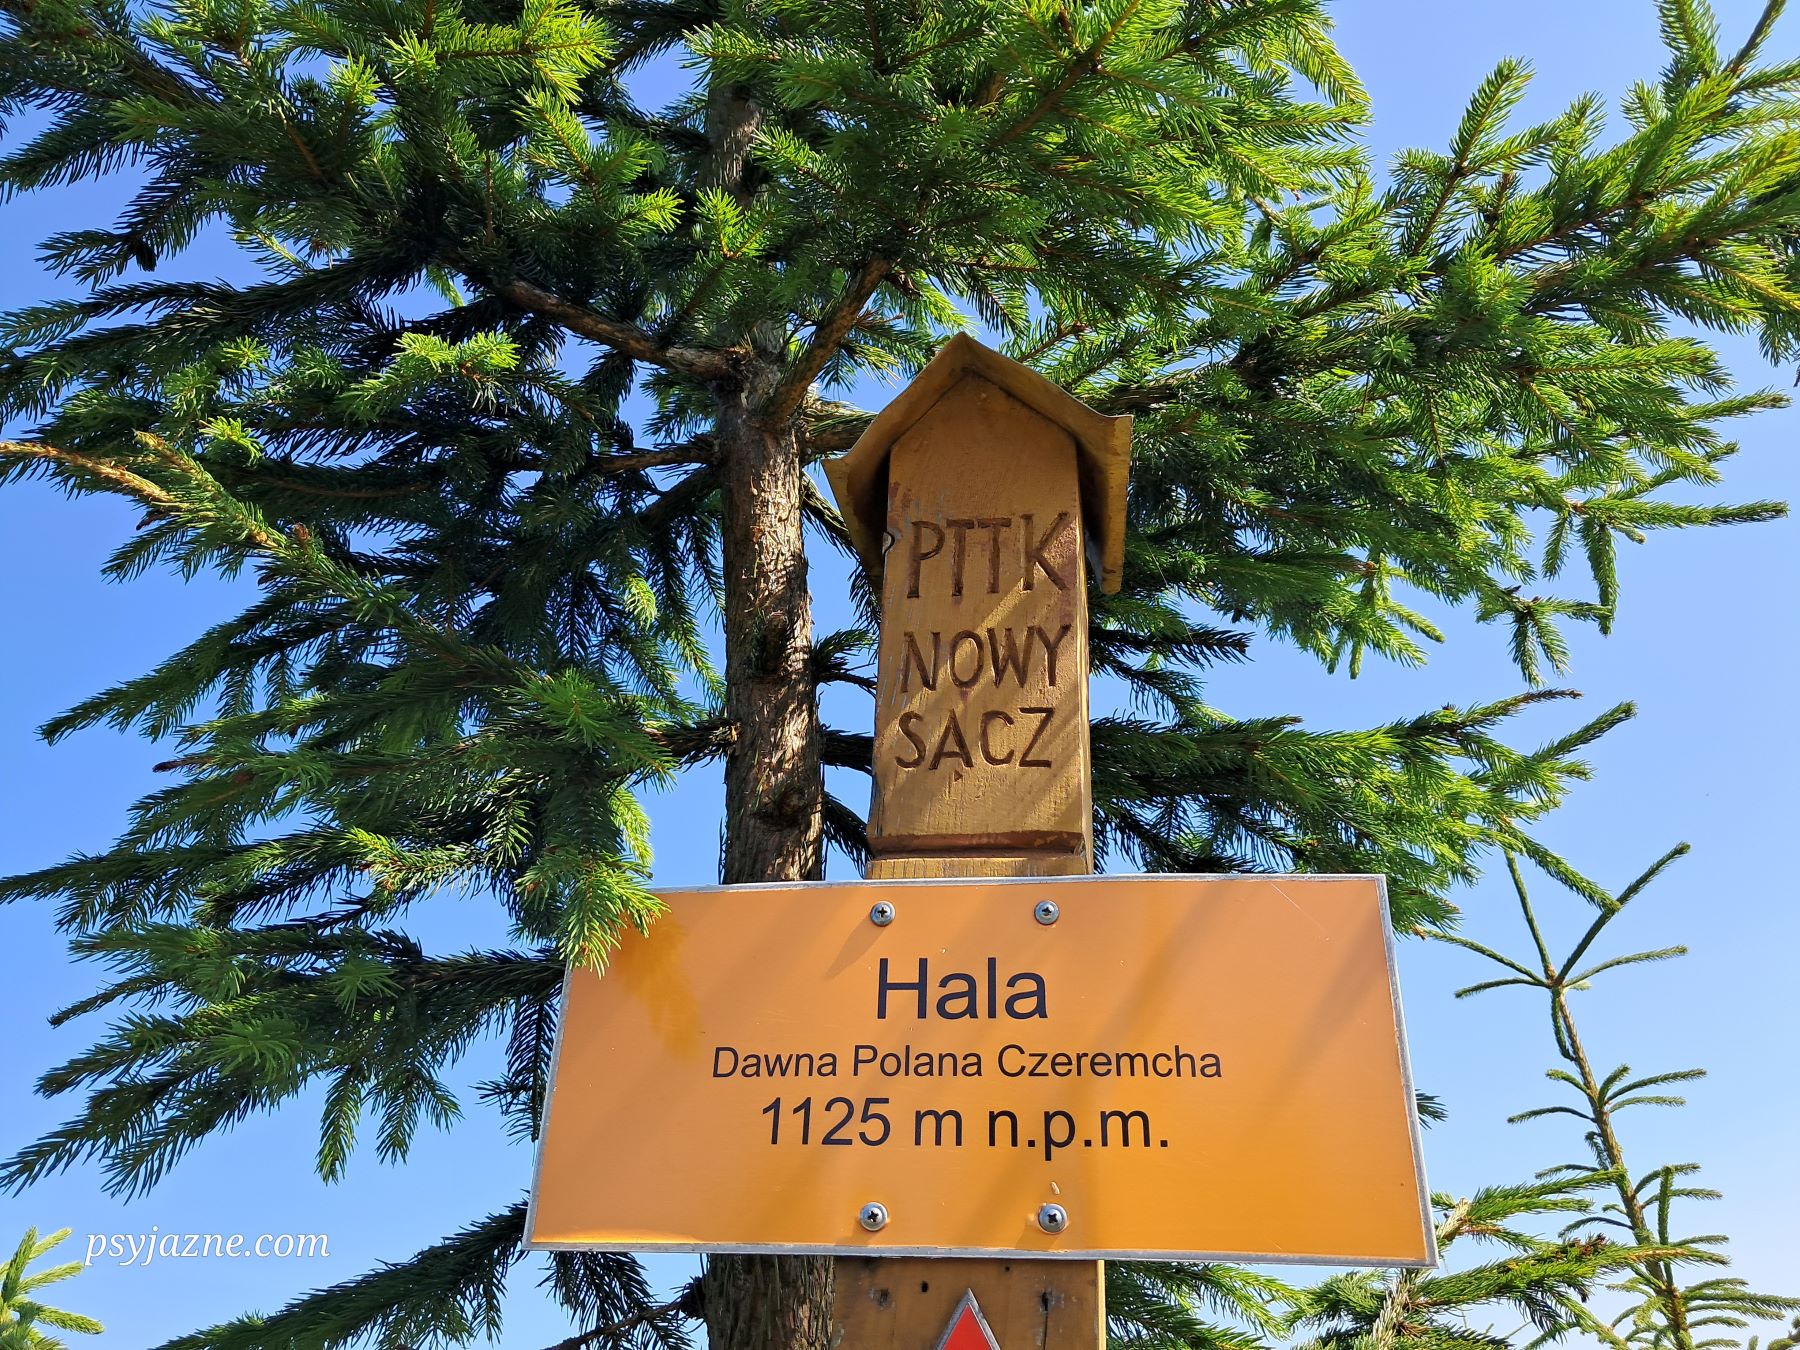 PTTK
NOWY
SĄCZ
Hala
Dawna Polana Czeremcha
1125 m n.p.m.
psyjazne.com